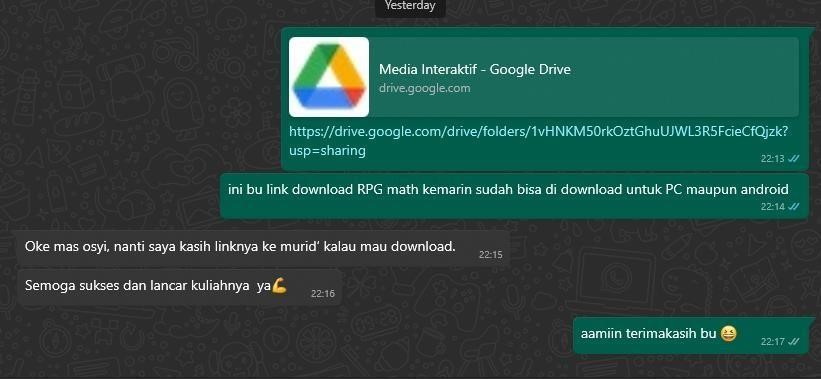 Yesterday
Media Interaktif - Google Drive
drive.google.com
https://drive.google.com/drive/folders/1vHNKM50rkOztGhuUJWL3R5FcieCfQjzk?
usp=sharing
22:13
ini bu link download RPG math kemarin sudah bisa di download untuk PC maupun android
22:14
Oke mas osyi, nanti saya kasih linknya ke murid' kalau mau download.
22:15
Semoga sukses dan lancar kuliahnya  ya💪
22:16
aamiin terimakasih bu 😆
22:17